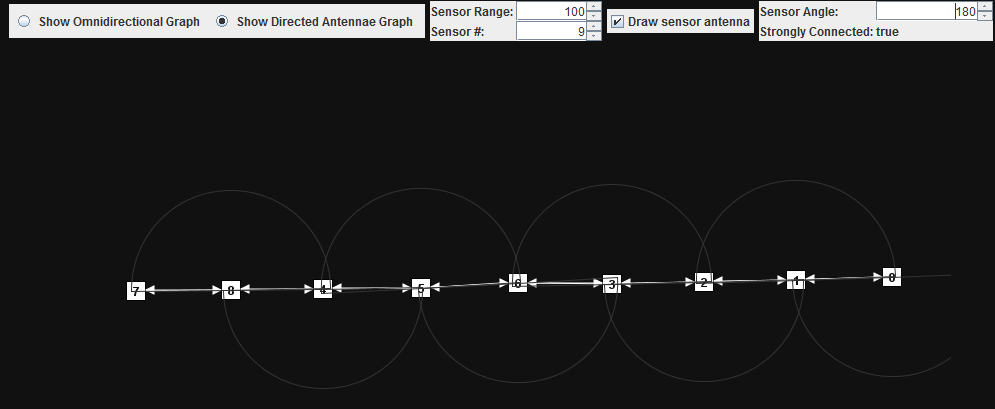 Show Omnidirectional Graph
Show Directed Antennae Graph
Sensor Range: 100
Sensor #: 9
Draw sensor antenna
Sensor Angle: 180
Strongly Connected: true
7 8 4 5 6 3 2 1 0